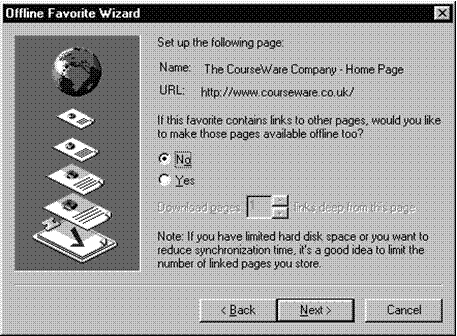 Offline Favorite Wizard
Set up the following page:
Name: The CourseWare Company - Home Page
URL: http://www.courseware.co.uk/
If this favorite contains links to other pages, would you like
to make those pages available offline too?
No
Yes
Download pages 1 links deep from this page
Note: If you have limited hard disk space or you want to
reduce synchronization time, it's a good idea to limit the
number of linked pages you store.
< Back Next > Cancel